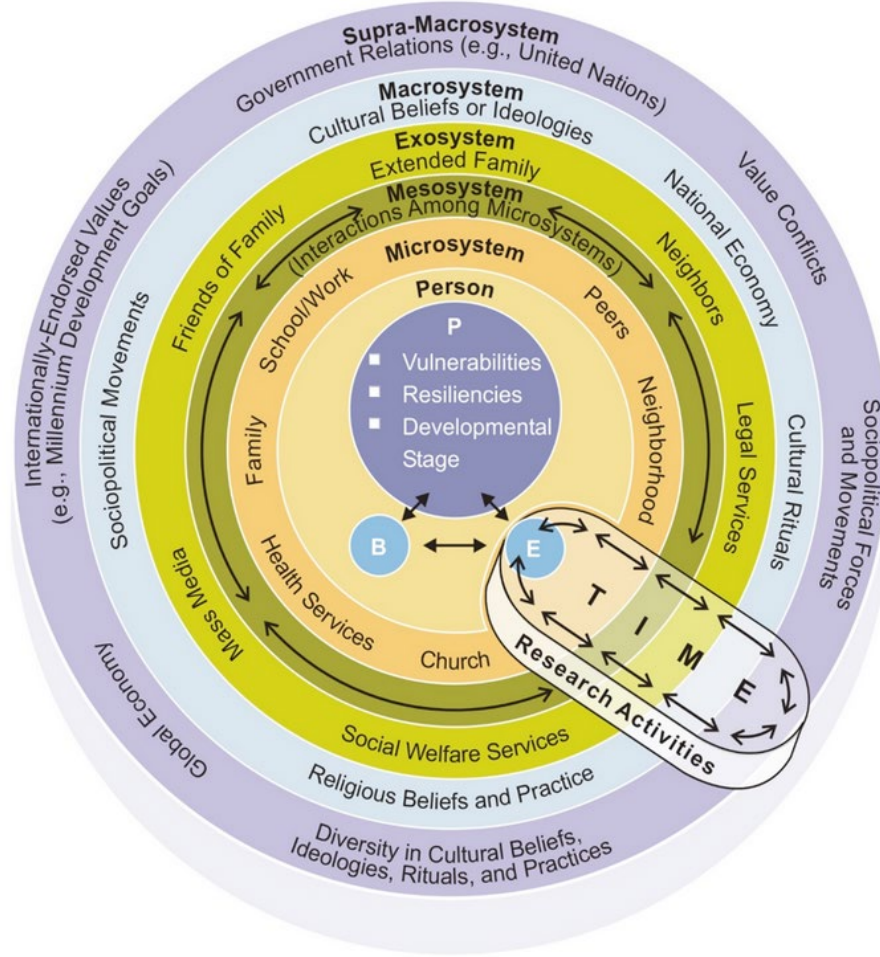 Supra-Macrosystem
Government Relations (e.g., United Nations)
Value Conflicts
Sociopolitical Forces
and Movements
Diversity in Cultural Beliefs,
Ideologies, Rituals, and Practices
Global Economy
Internationally-Endorsed Values
(e.g., Millennium Development Goals)
Macrosystem
Cultural Beliefs or Ideologies
National Economy
Cultural Rituals
Religious Beliefs and Practice
Sociopolitical Movements
Exosystem
Extended Family
Neighbors
Legal Services
Social Welfare Services
Mass Media
Friends of Family
Mesosystem
(Interactions Among Microsystems)
Microsystem
Peers
Neighborhood
Church
Health Services
Family
School/Work
Person
P
Vulnerabilities
Resiliencies
Developmental
Stage
B
E
TIME
Research Activities